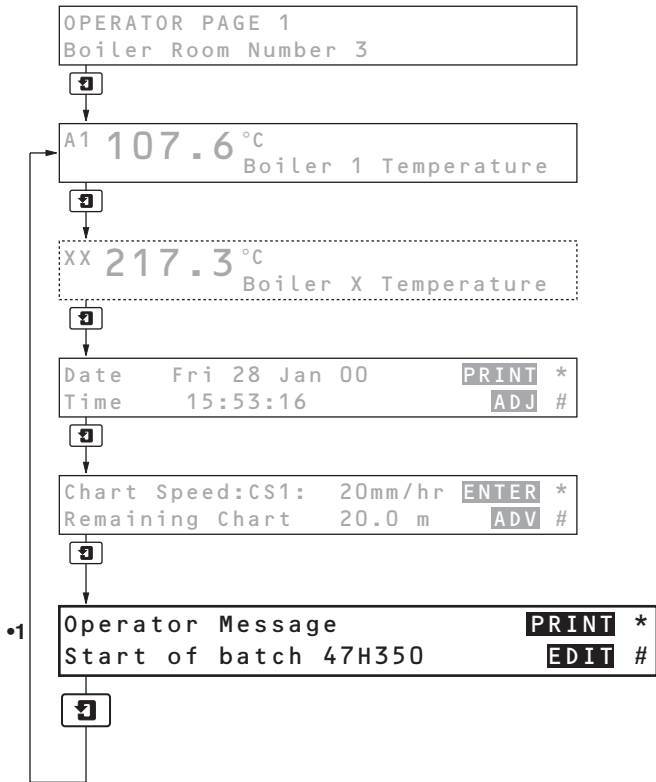 OPERATOR PAGE 1
Boiler Room Number 3
A1 107.6 °C
Boiler 1 Temperature
XX 217.3 °C
Boiler X Temperature
Date Fri 28 Jan 00 PRINT *
Time 15:53:16 ADJ #
Chart Speed:CS1: 20mm/hr ENTER *
Remaining Chart 20.0 m ADV #
•1
Operator Message PRINT *
Start of batch 47H350 EDIT #